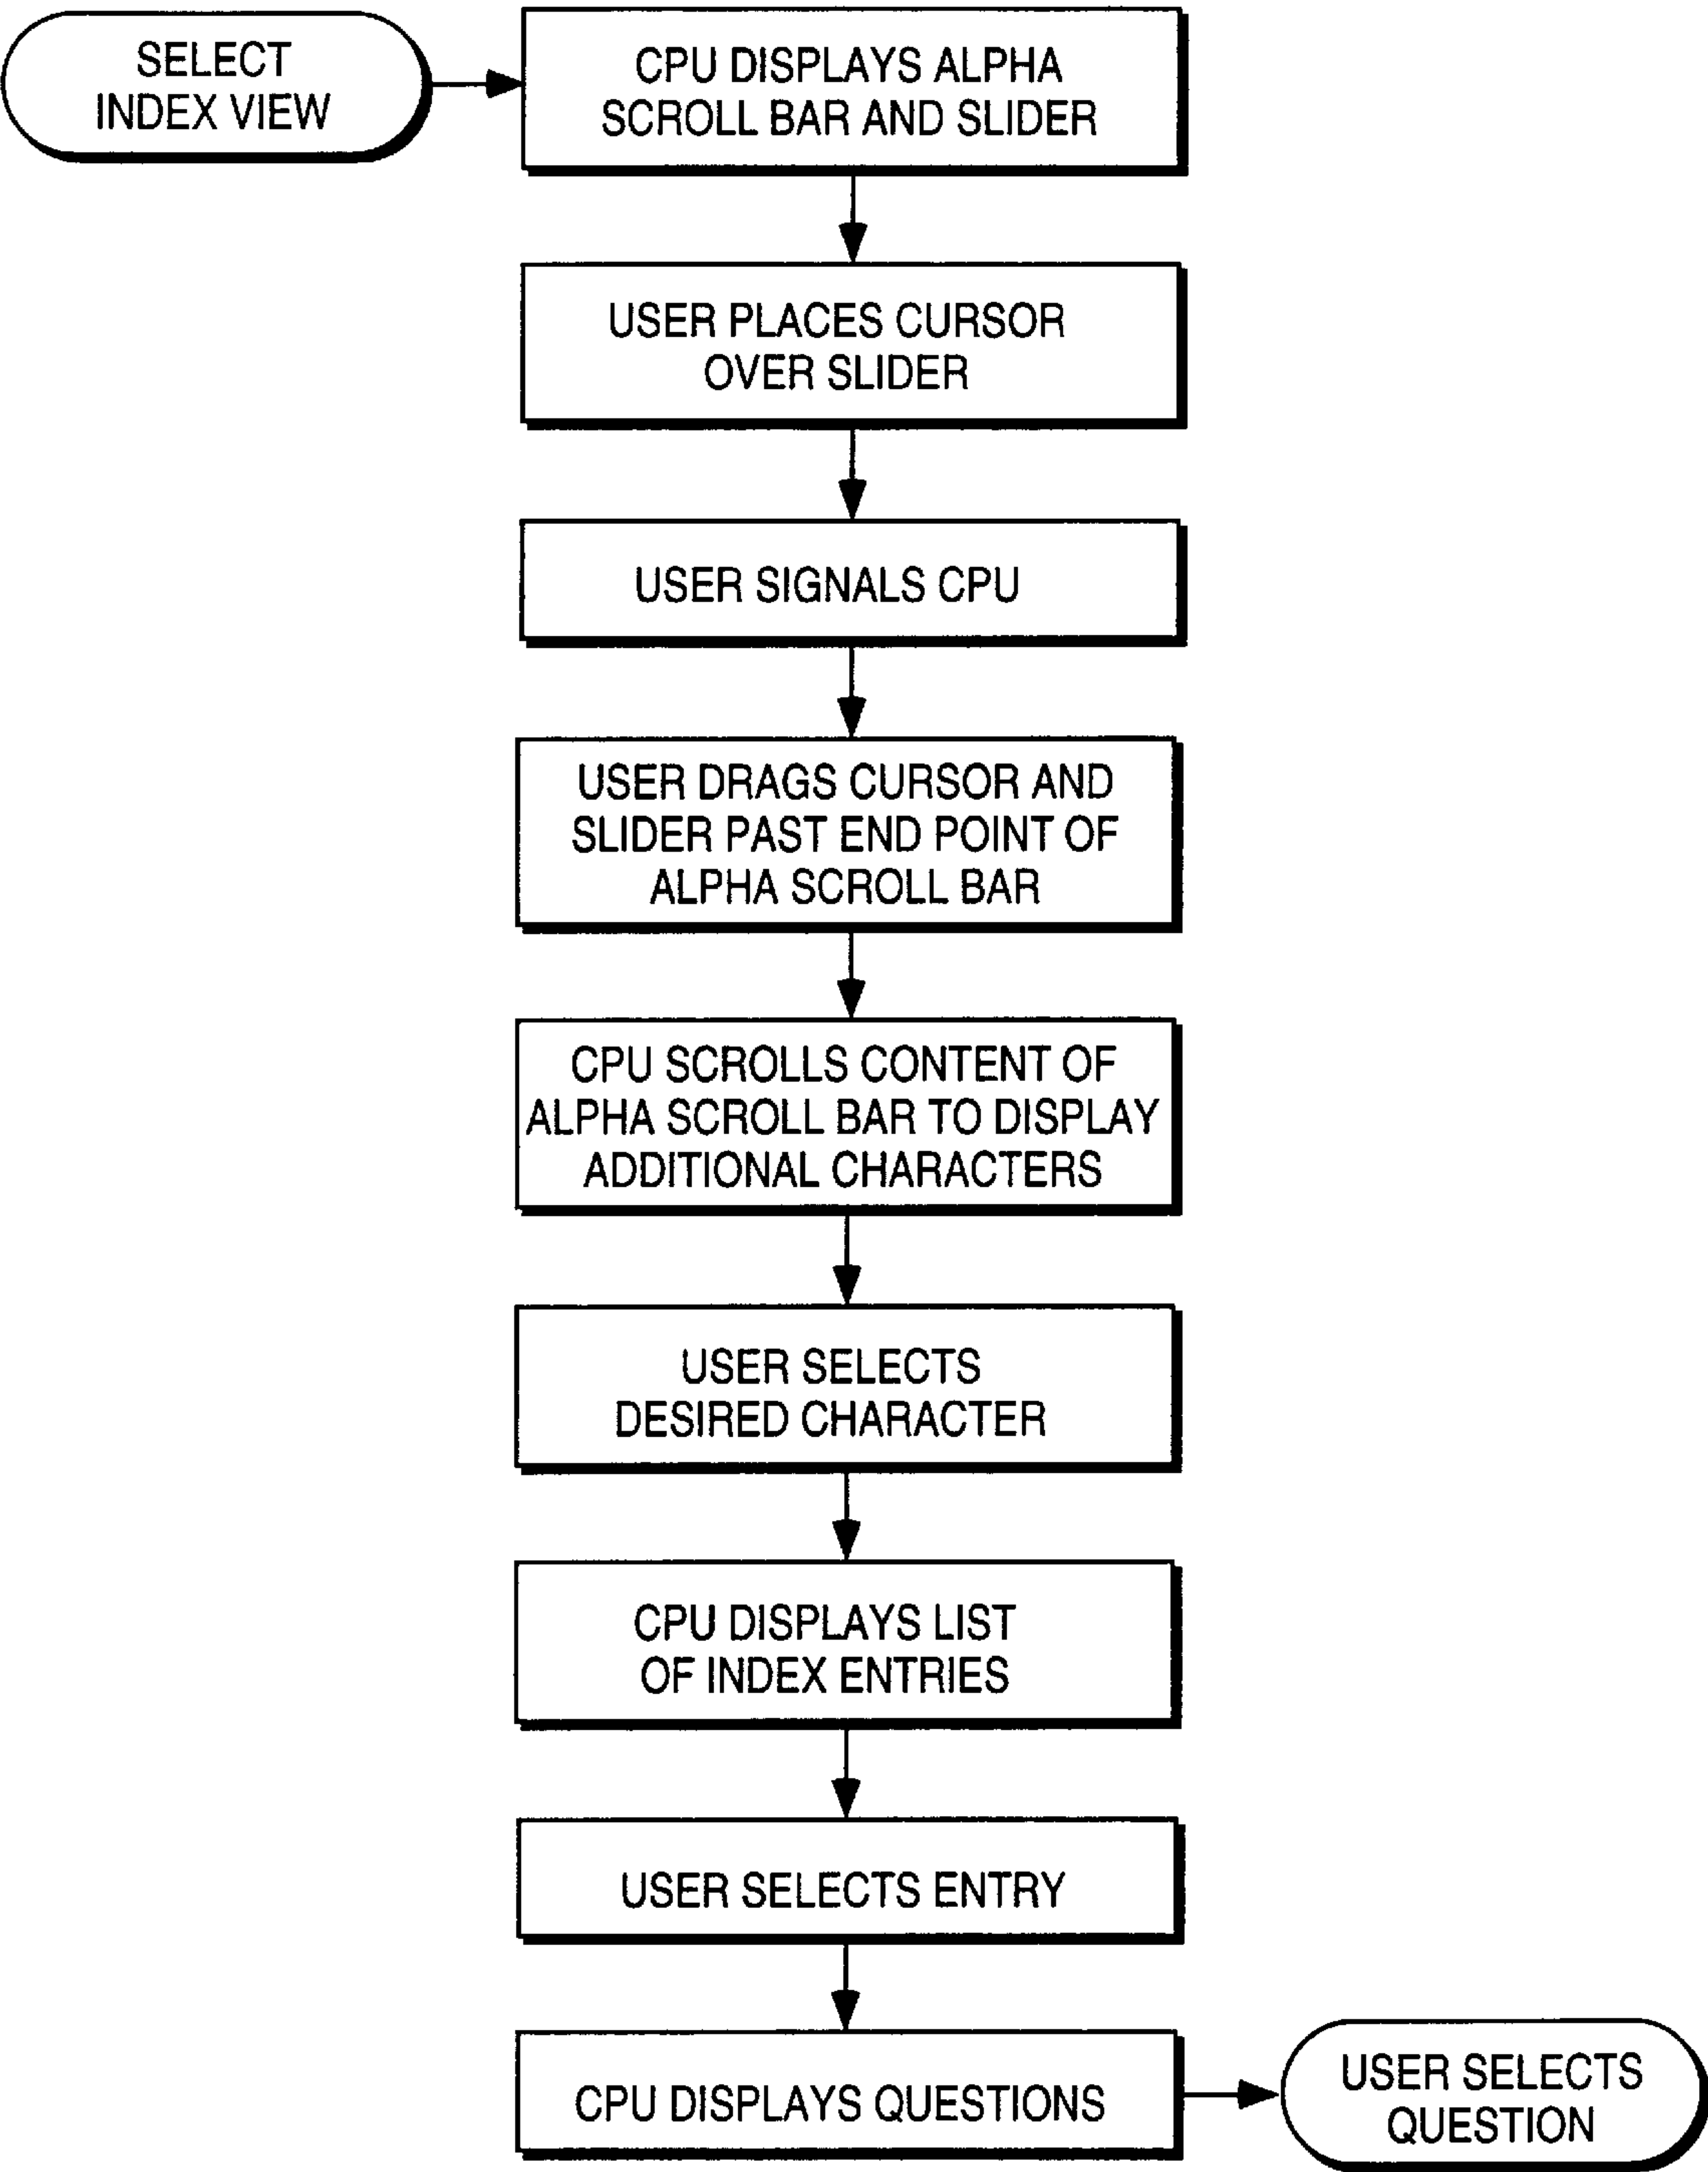 SELECT
INDEX VIEW
CPU DISPLAYS ALPHA
SCROLL BAR AND SLIDER
USER PLACES CURSOR
OVER SLIDER
USER SIGNALS CPU
USER DRAGS CURSOR AND
SLIDER PAST END POINT OF
ALPHA SCROLL BAR
CPU SCROLLS CONTENT OF
ALPHA SCROLL BAR TO DISPLAY
ADDITIONAL CHARACTERS
USER SELECTS
DESIRED CHARACTER
CPU DISPLAYS LIST
OF INDEX ENTRIES
USER SELECTS ENTRY
CPU DISPLAYS QUESTIONS
USER SELECTS
QUESTION